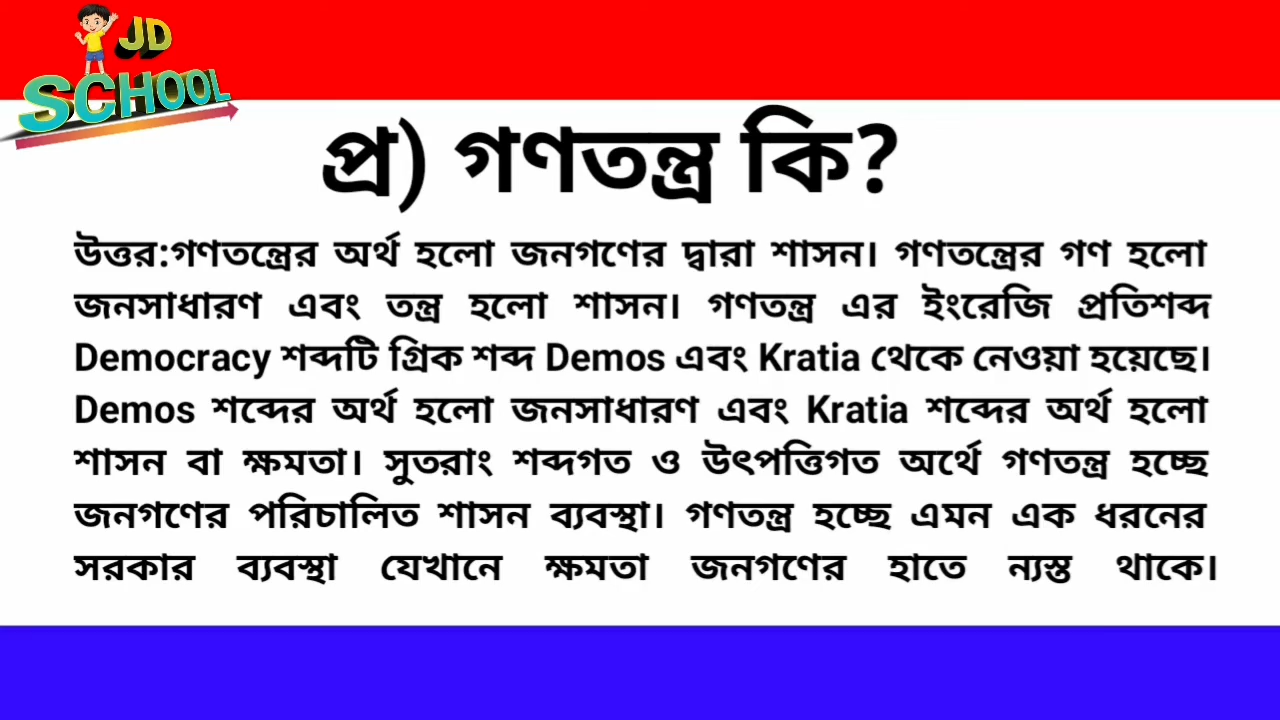 JD
SCHOOL
প্র) গণতন্ত্র কি?
উত্তর:গণতন্ত্রের অর্থ হলো জনগণের দ্বারা শাসন। গণতন্ত্রের গণ হলো
জনসাধারণ এবং তন্ত্র হলো শাসন। গণতন্ত্র এর ইংরেজি প্রতিশব্দ
Democracy শব্দটি গ্রিক শব্দ Demos এবং Kratia থেকে নেওয়া হয়েছে।
Demos শব্দের অর্থ হলো জনসাধারণ এবং Kratia শব্দের অর্থ হলো
শাসন বা ক্ষমতা। সুতরাং শব্দগত ও উৎপত্তিগত অর্থে গণতন্ত্র হচ্ছে
জনগণের পরিচালিত শাসন ব্যবস্থা। গণতন্ত্র হচ্ছে এমন এক ধরনের
সরকার ব্যবস্থা যেখানে ক্ষমতা জনগণের হাতে ন্যস্ত থাকে।